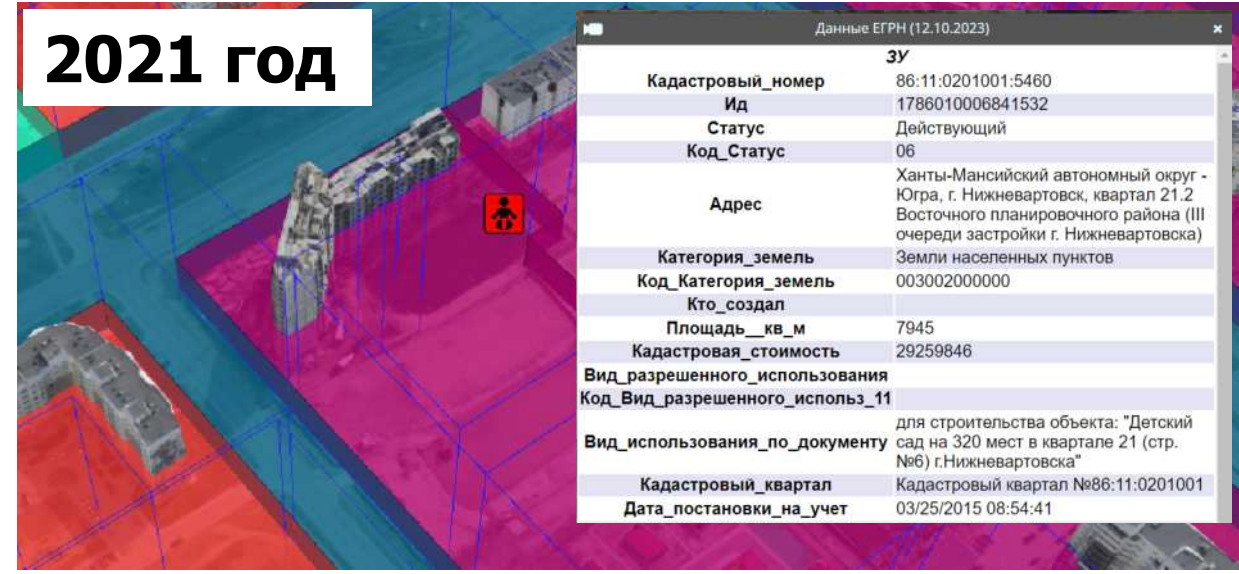 2021 год
Данные ЕГРН (12.10.2023)
×
ЗУ
Кадастровый_номер 86:11:0201001:5460
Ид 1786010006841532
Статус Действующий
Код_Статус 06
Адрес Ханты-Мансийский автономный округ -
Югра, г. Нижневартовск, квартал 21.2
Восточного планировочного района (III
очереди застройки г. Нижневартовска)
Категория_земель Земли населенных пунктов
Код_Категория_земель 003002000000
Кто_создал
Площадь__кв_м 7945
Кадастровая_стоимость 29259846
Вид_разрешенного_использования
Код_Вид_разрешенного_использ_11
Вид_использования_по_документу для строительства объекта: "Детский
сад на 320 мест в квартале 21 (стр.
№6) г.Нижневартовска"
Кадастровый_квартал Кадастровый квартал №86:11:0201001
Дата_постановки_на_учет 03/25/2015 08:54:41